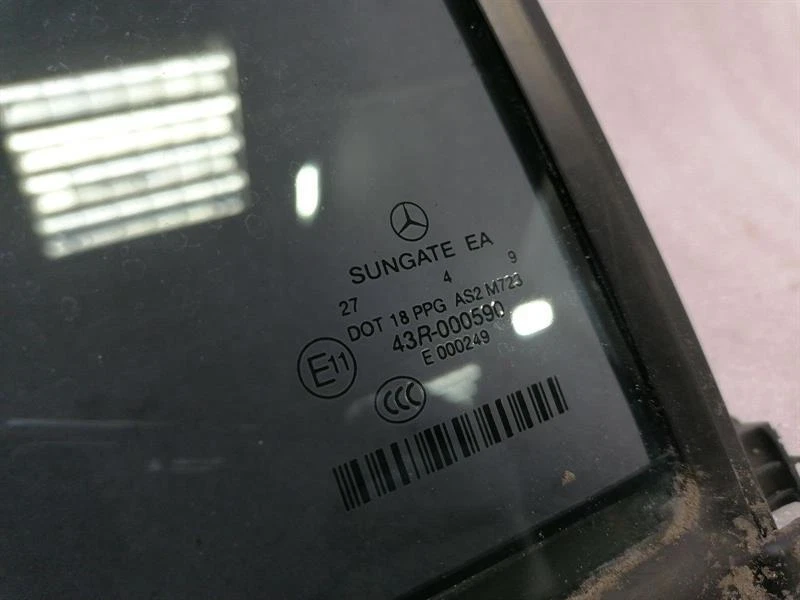 SUNGATE EA
27 4 9
DOT 18 PPG AS2 M723
43R-000590
E 000249
E11
CCC